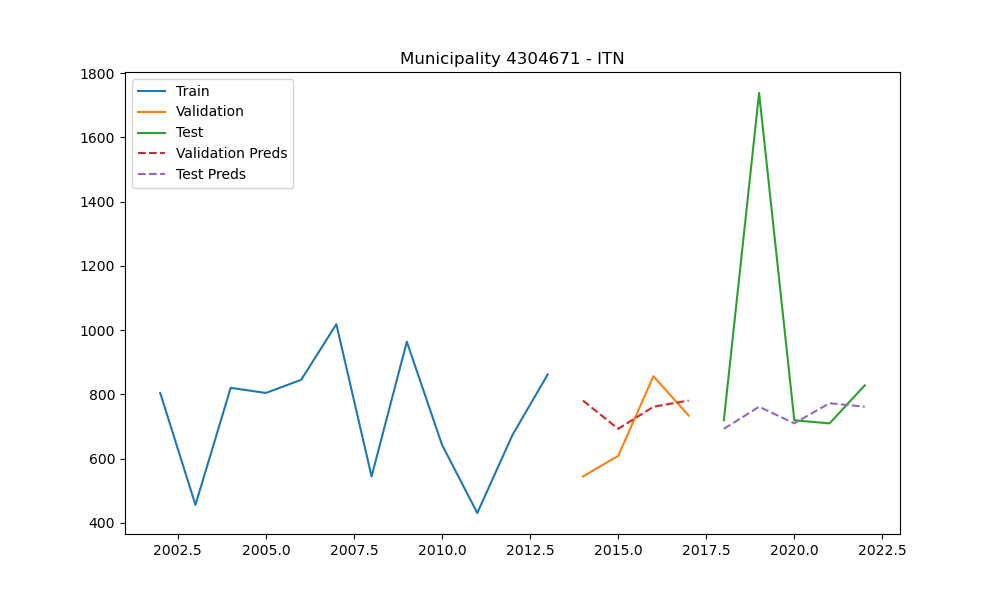 Municipality 4304671 - ITN
Train
Validation
Test
Validation Preds
Test Preds
1800
1600
1400
1200
1000
800
600
400
2002.5 2005.0 2007.5 2010.0 2012.5 2015.0 2017.5 2020.0 2022.5